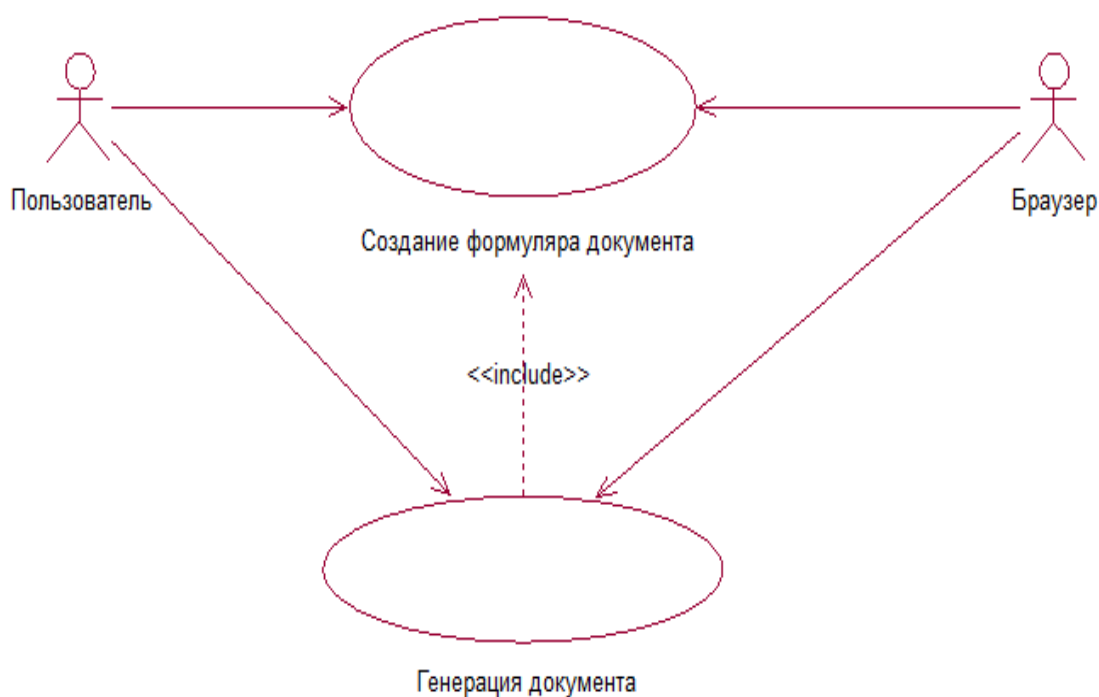 Пользователь
Браузер
Создание формуляра документа
<<include>>
Генерация документа